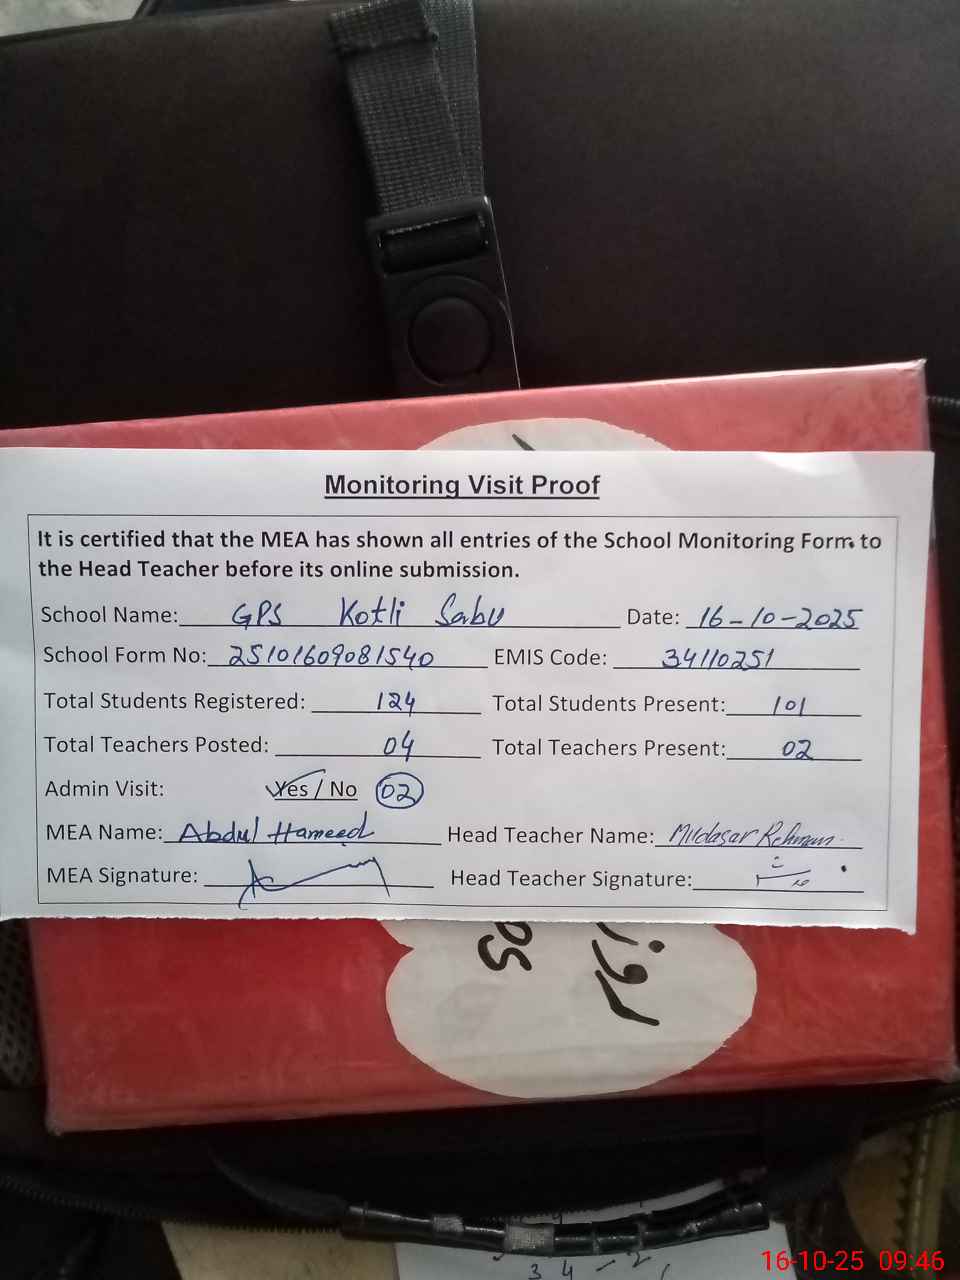 Monitoring Visit Proof
It is certified that the MEA has shown all entries of the School Monitoring Form to
the Head Teacher before its online submission.
School Name: GPS Kotli Sabu Date: 16-10-2025
School Form No: 25101609081540 EMIS Code: 34110251
Total Students Registered: 124 Total Students Present: 101
Total Teachers Posted: 04 Total Teachers Present: 02
Admin Visit: Yes / No 02
MEA Name: Abdul Hameed Head Teacher Name: Mudasar Rehman
MEA Signature: Head Teacher Signature:
3 4 - 2
16-10-25 09:46